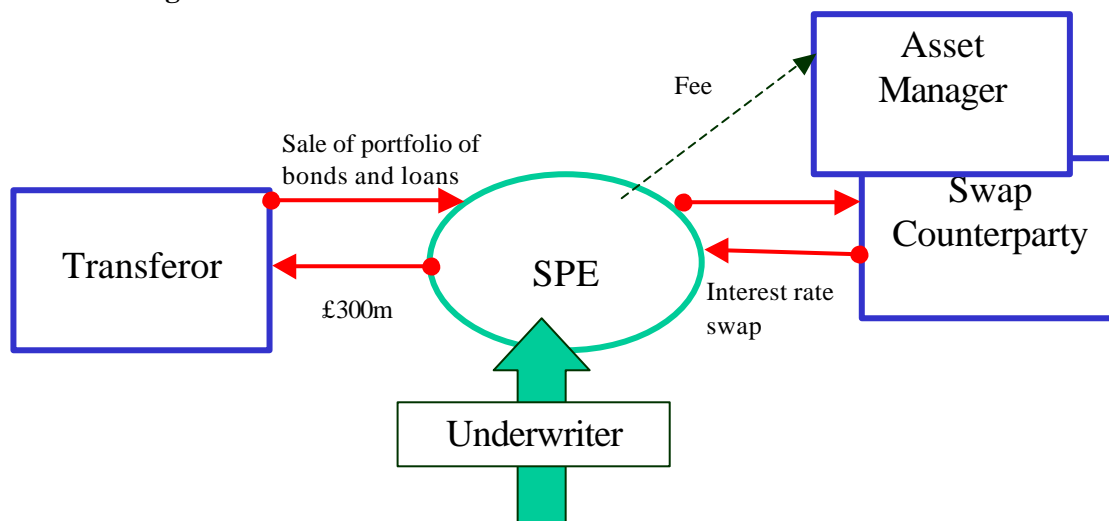 Asset
Manager
Fee
Sale of portfolio of
bonds and loans
Swap
Counterparty
Transferor
SPE
£300m
Interest rate
swap
Underwriter